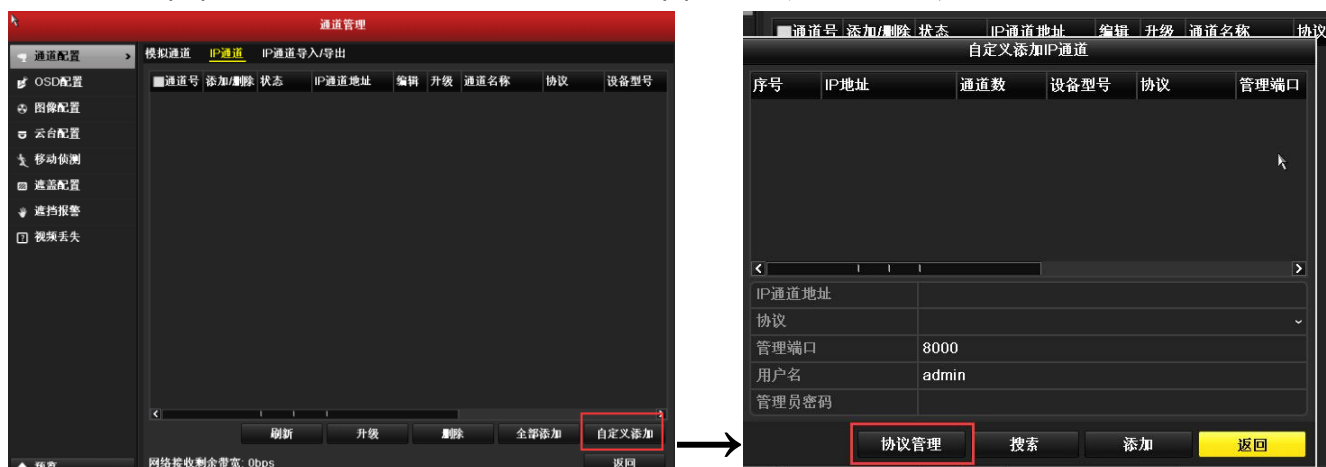 通道管理
通道配置 >
OSD配置
图像配置
云台配置
移动侦测
遮盖配置
遮挡报警
视频丢失
预览
模拟通道 IP通道 IP通道导入/导出
通道号 添加/删除 状态 IP通道地址 编辑 升级 通道名称 协议 设备型号
刷新 升级 删除 全部添加 自定义添加
网络接收剩余带宽: 0bps 返回
通道号 添加/删除 状态 IP通道地址 编辑 升级 通道名称 协议
自定义添加IP通道
序号 IP地址 通道数 设备型号 协议 管理端口
IP通道地址
协议
管理端口 8000
用户名 admin
管理员密码
协议管理 搜索 添加 返回